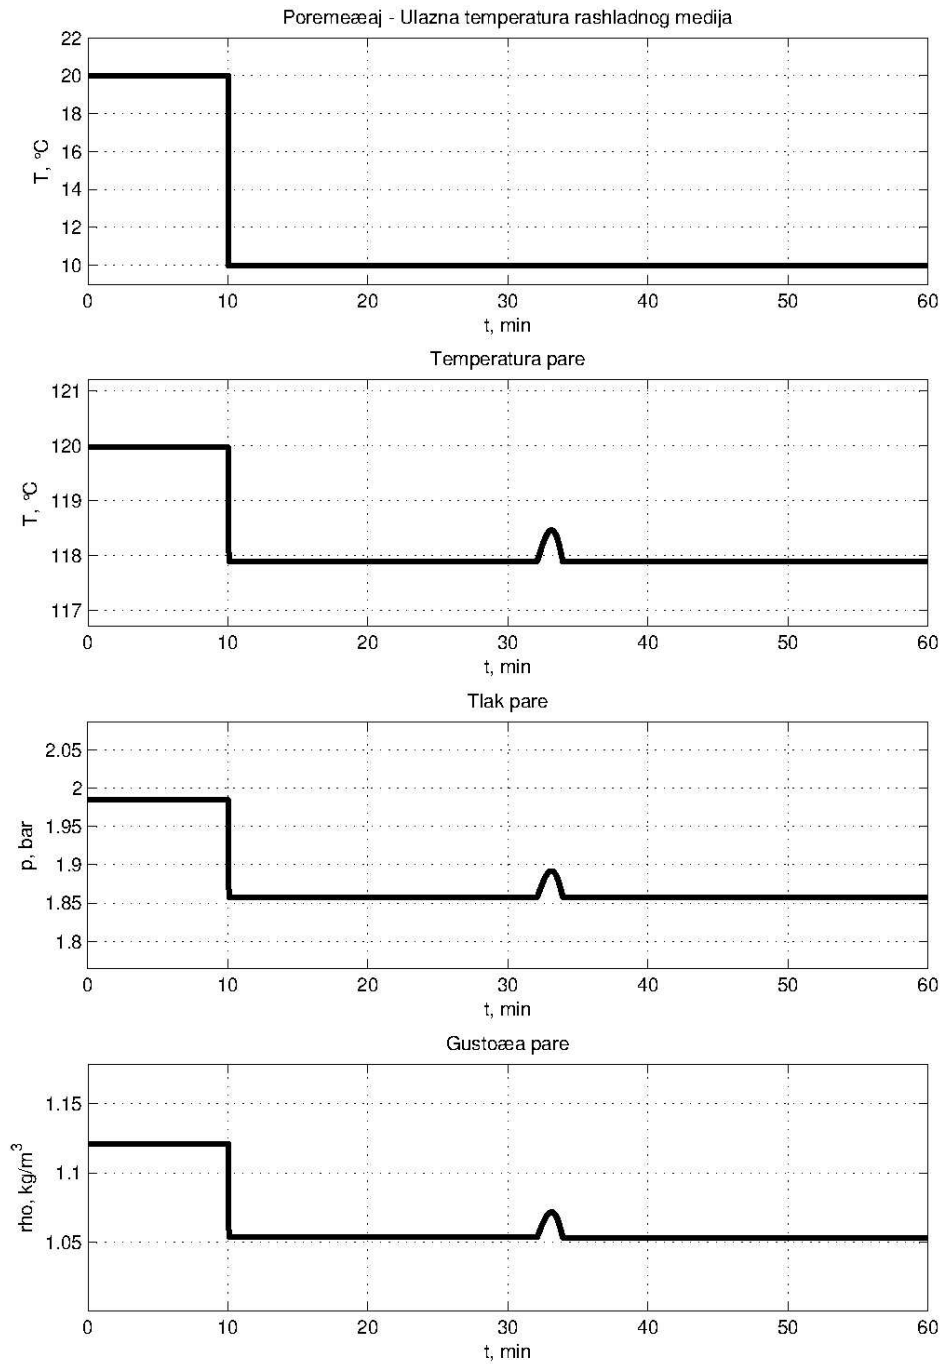 Poremeæaj - Ulazna temperatura rashladnog medija
22
20
18
16
14
12
10
T, °C
0 10 20 30 40 50 60
t, min
Temperatura pare
121
120
119
118
117
T, °C
0 10 20 30 40 50 60
t, min
Tlak pare
2.05
2
1.95
1.9
1.85
1.8
p, bar
0 10 20 30 40 50 60
t, min
Gustoæa pare
1.15
1.1
1.05
rho, kg/m³
0 10 20 30 40 50 60
t, min